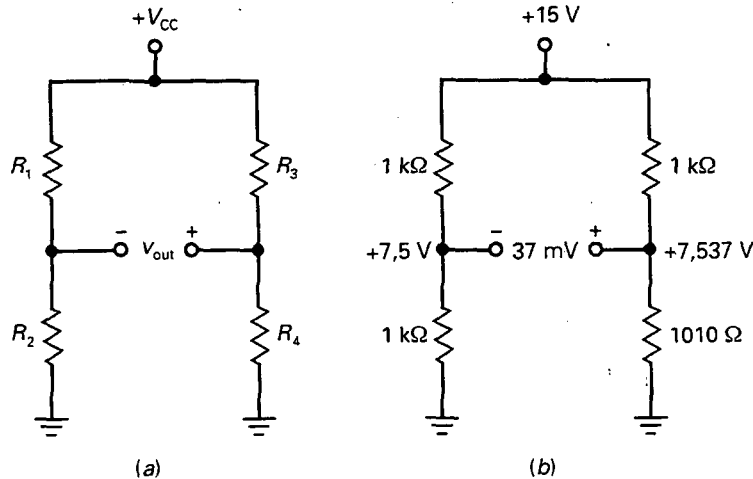 +V_CC
R_1
R_3
− V_out +
R_2
R_4
(a)
+15 V
1 kΩ
1 kΩ
+7,5 V − 37 mV + +7,537 V
1 kΩ
1010 Ω
(b)